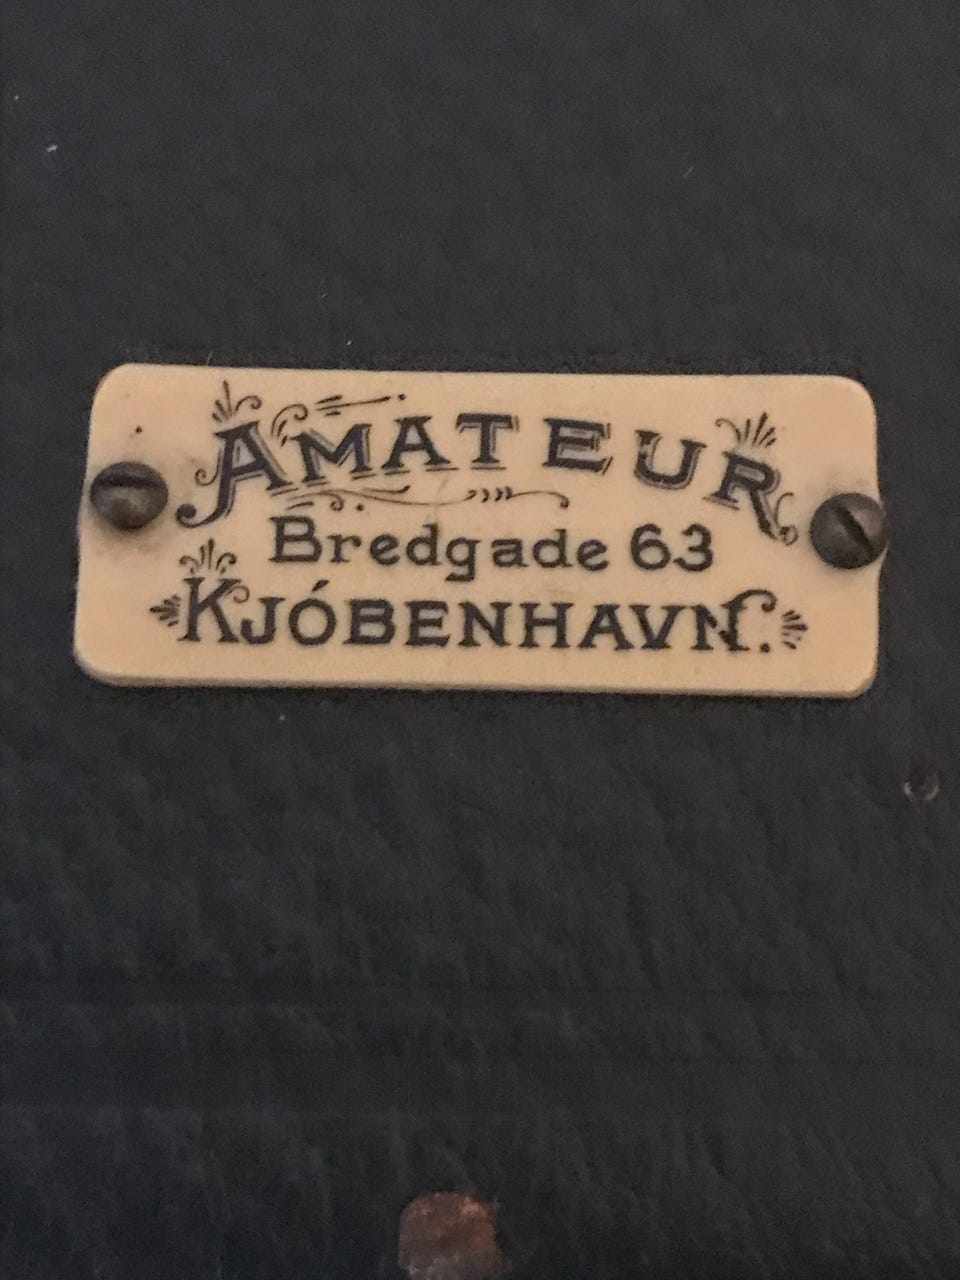 AMATEUR
Bredgade 63
KJÓBENHAVN.